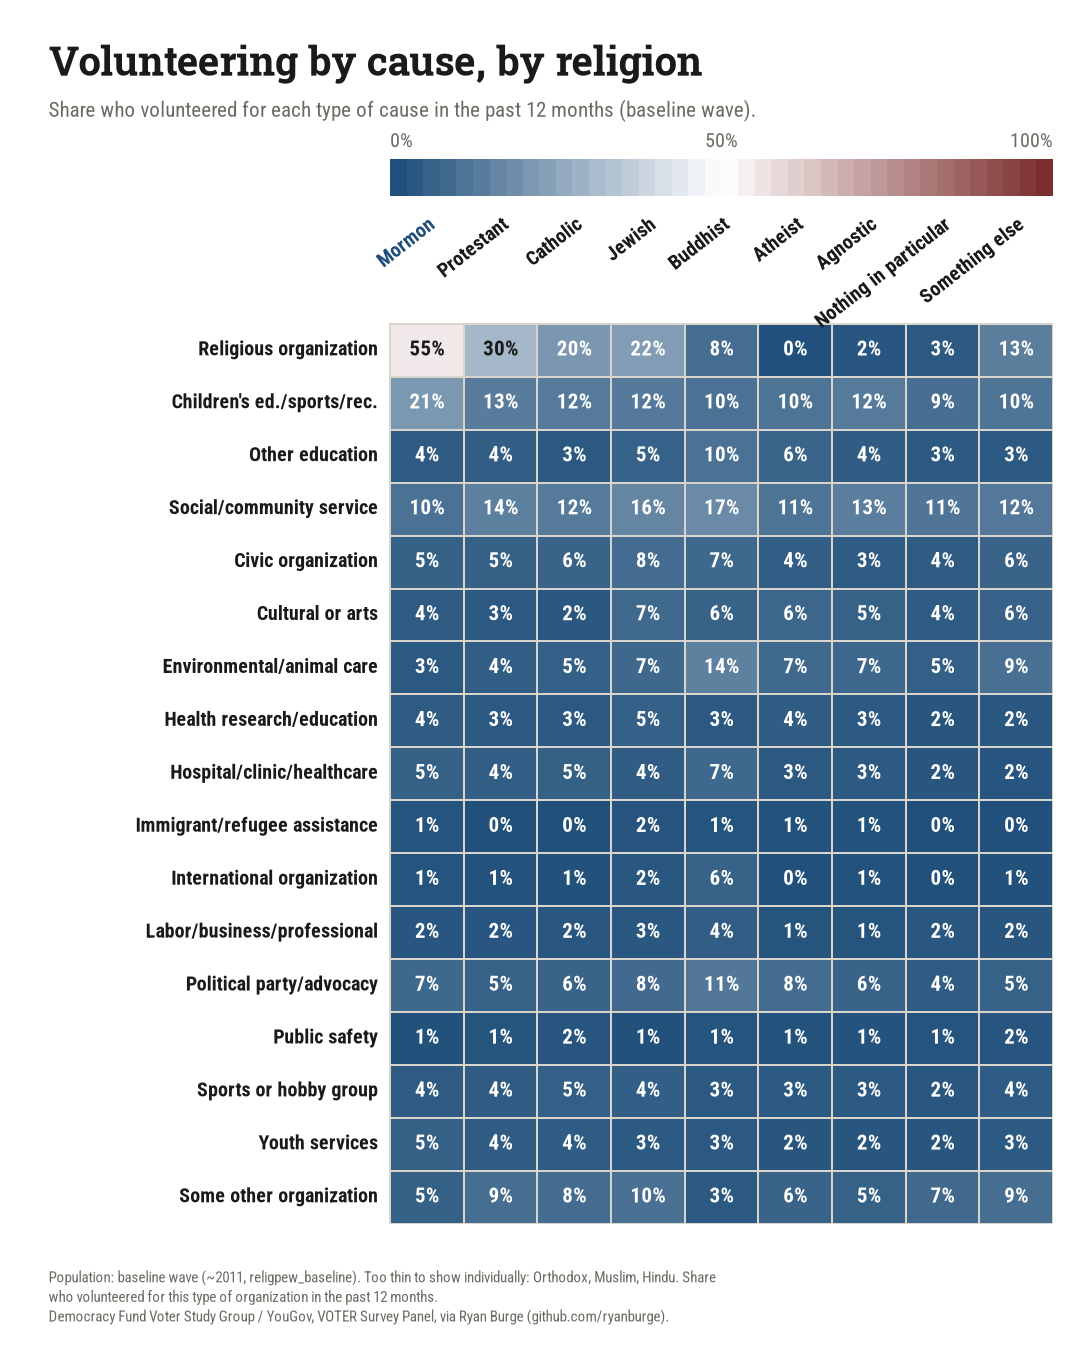 Volunteering by cause, by religion
Share who volunteered for each type of cause in the past 12 months (baseline wave).
0% 50% 100%
Mormon Protestant Catholic Jewish Buddhist Atheist Agnostic Nothing in particular Something else
Religious organization 55% 30% 20% 22% 8% 0% 2% 3% 13%
Children's ed./sports/rec. 21% 13% 12% 12% 10% 10% 12% 9% 10%
Other education 4% 4% 3% 5% 10% 6% 4% 3% 3%
Social/community service 10% 14% 12% 16% 17% 11% 13% 11% 12%
Civic organization 5% 5% 6% 8% 7% 4% 3% 4% 6%
Cultural or arts 4% 3% 2% 7% 6% 6% 5% 4% 6%
Environmental/animal care 3% 4% 5% 7% 14% 7% 7% 5% 9%
Health research/education 4% 3% 3% 5% 3% 4% 3% 2% 2%
Hospital/clinic/healthcare 5% 4% 5% 4% 7% 3% 3% 2% 2%
Immigrant/refugee assistance 1% 0% 0% 2% 1% 1% 1% 0% 0%
International organization 1% 1% 1% 2% 6% 0% 1% 0% 1%
Labor/business/professional 2% 2% 2% 3% 4% 1% 1% 2% 2%
Political party/advocacy 7% 5% 6% 8% 11% 8% 6% 4% 5%
Public safety 1% 1% 2% 1% 1% 1% 1% 1% 2%
Sports or hobby group 4% 4% 5% 4% 3% 3% 3% 2% 4%
Youth services 5% 4% 4% 3% 3% 2% 2% 2% 3%
Some other organization 5% 9% 8% 10% 3% 6% 5% 7% 9%
Population: baseline wave (~2011, religpew_baseline). Too thin to show individually: Orthodox, Muslim, Hindu. Share
who volunteered for this type of organization in the past 12 months.
Democracy Fund Voter Study Group / YouGov, VOTER Survey Panel, via Ryan Burge (github.com/ryanburge).